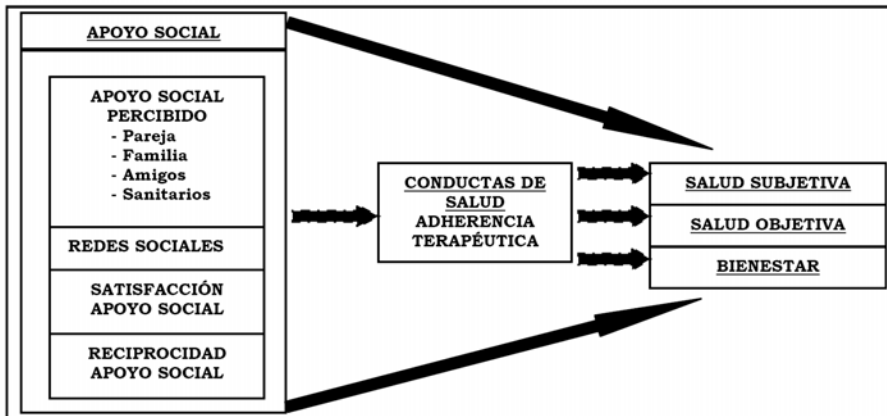 APOYO SOCIAL
APOYO SOCIAL
PERCIBIDO
- Pareja
- Familia
- Amigos
- Sanitarios
REDES SOCIALES
SATISFACCIÓN
APOYO SOCIAL
RECIPROCIDAD
APOYO SOCIAL
CONDUCTAS DE
SALUD
ADHERENCIA
TERAPÉUTICA
SALUD SUBJETIVA
SALUD OBJETIVA
BIENESTAR